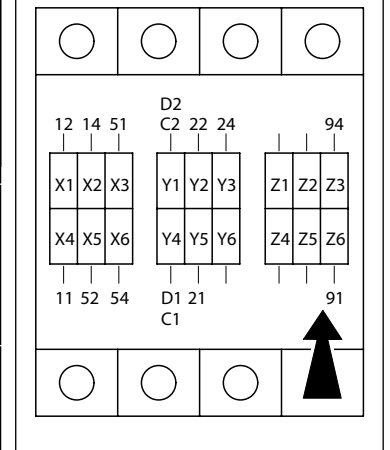 D2
12 14 51 C2 22 24 94
X1 X2 X3 Y1 Y2 Y3 Z1 Z2 Z3
X4 X5 X6 Y4 Y5 Y6 Z4 Z5 Z6
11 52 54 D1 21 91
C1